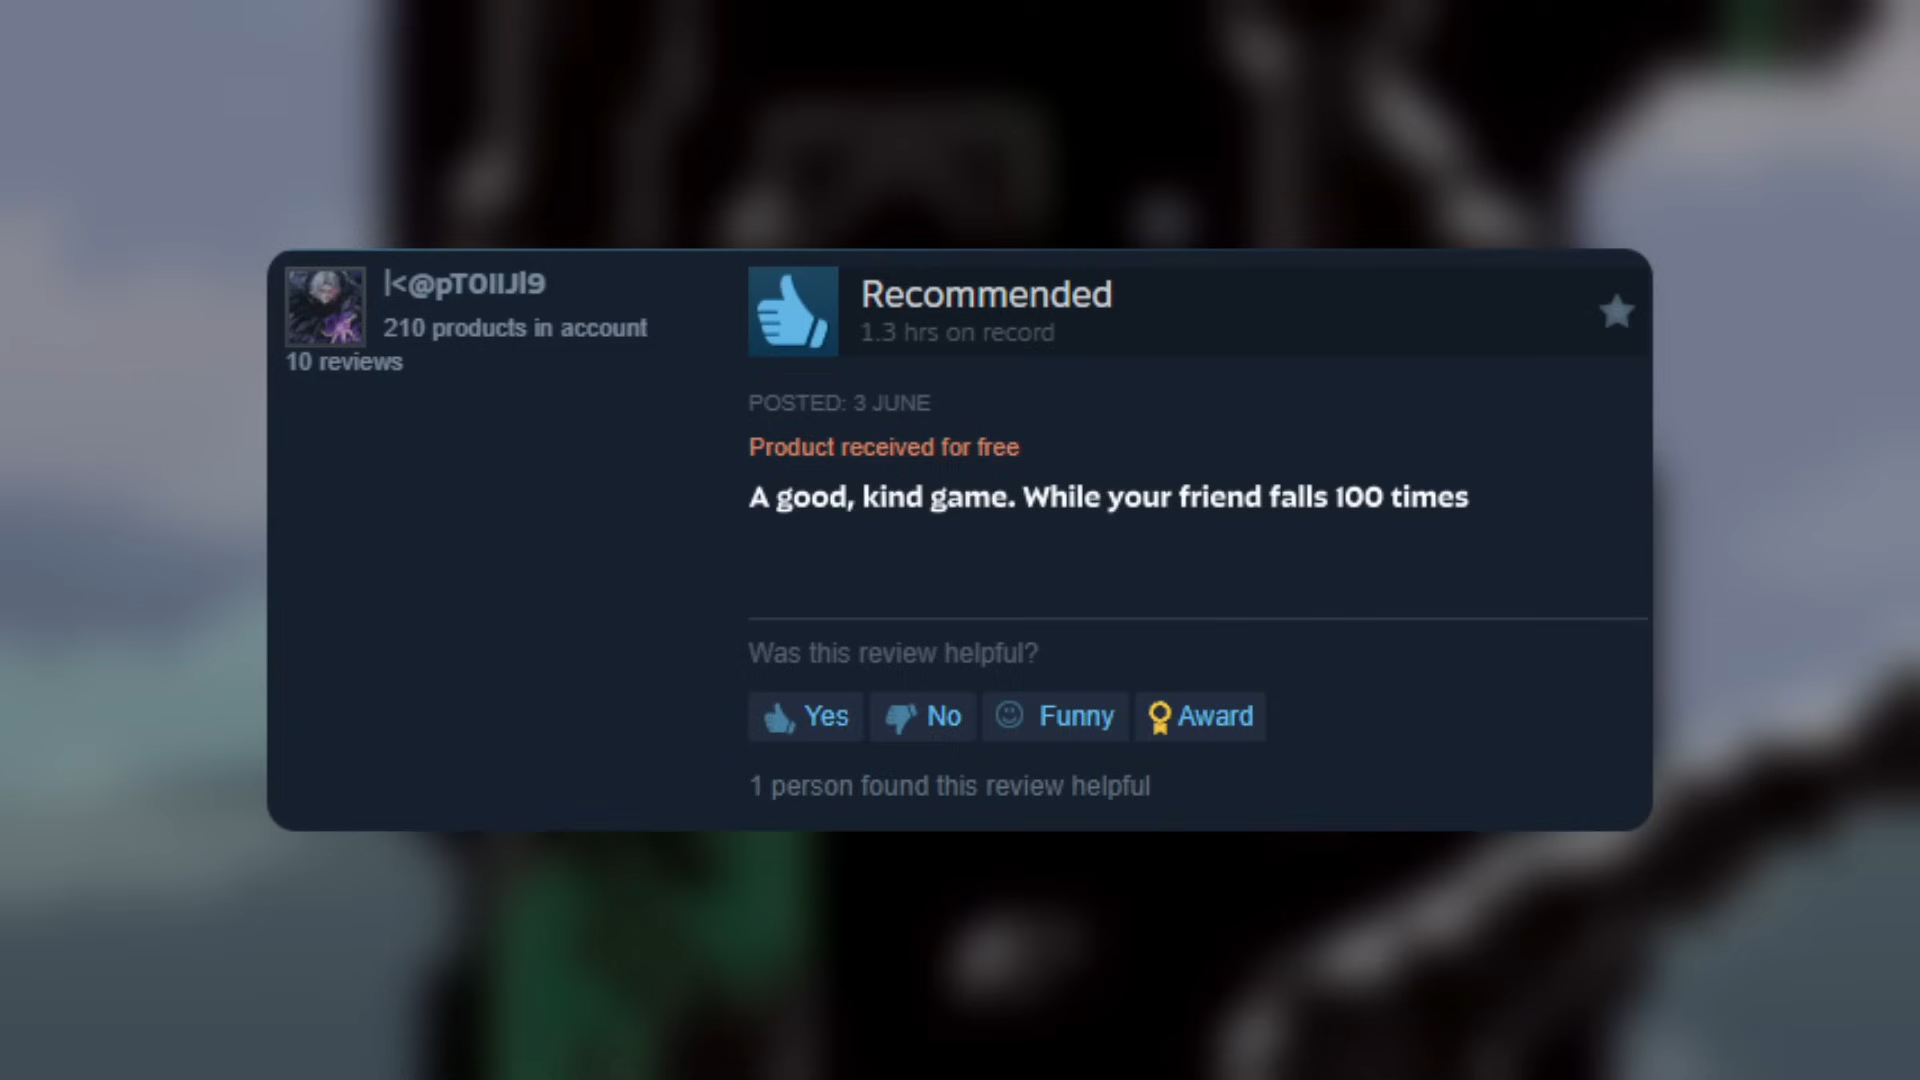 |<@pTOIIJI9
210 products in account
10 reviews
Recommended
1.3 hrs on record
POSTED: 3 JUNE
Product received for free
A good, kind game. While your friend falls 100 times
Was this review helpful?
Yes
No
Funny
Award
1 person found this review helpful